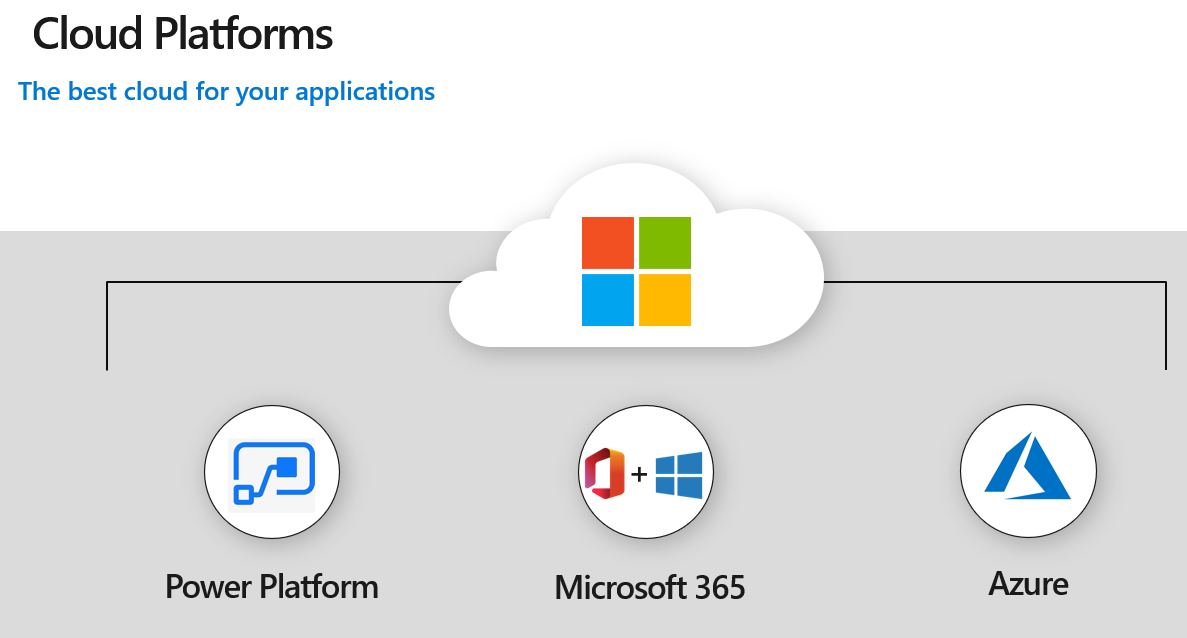 Cloud Platforms
The best cloud for your applications
+
Power Platform
Microsoft 365
Azure